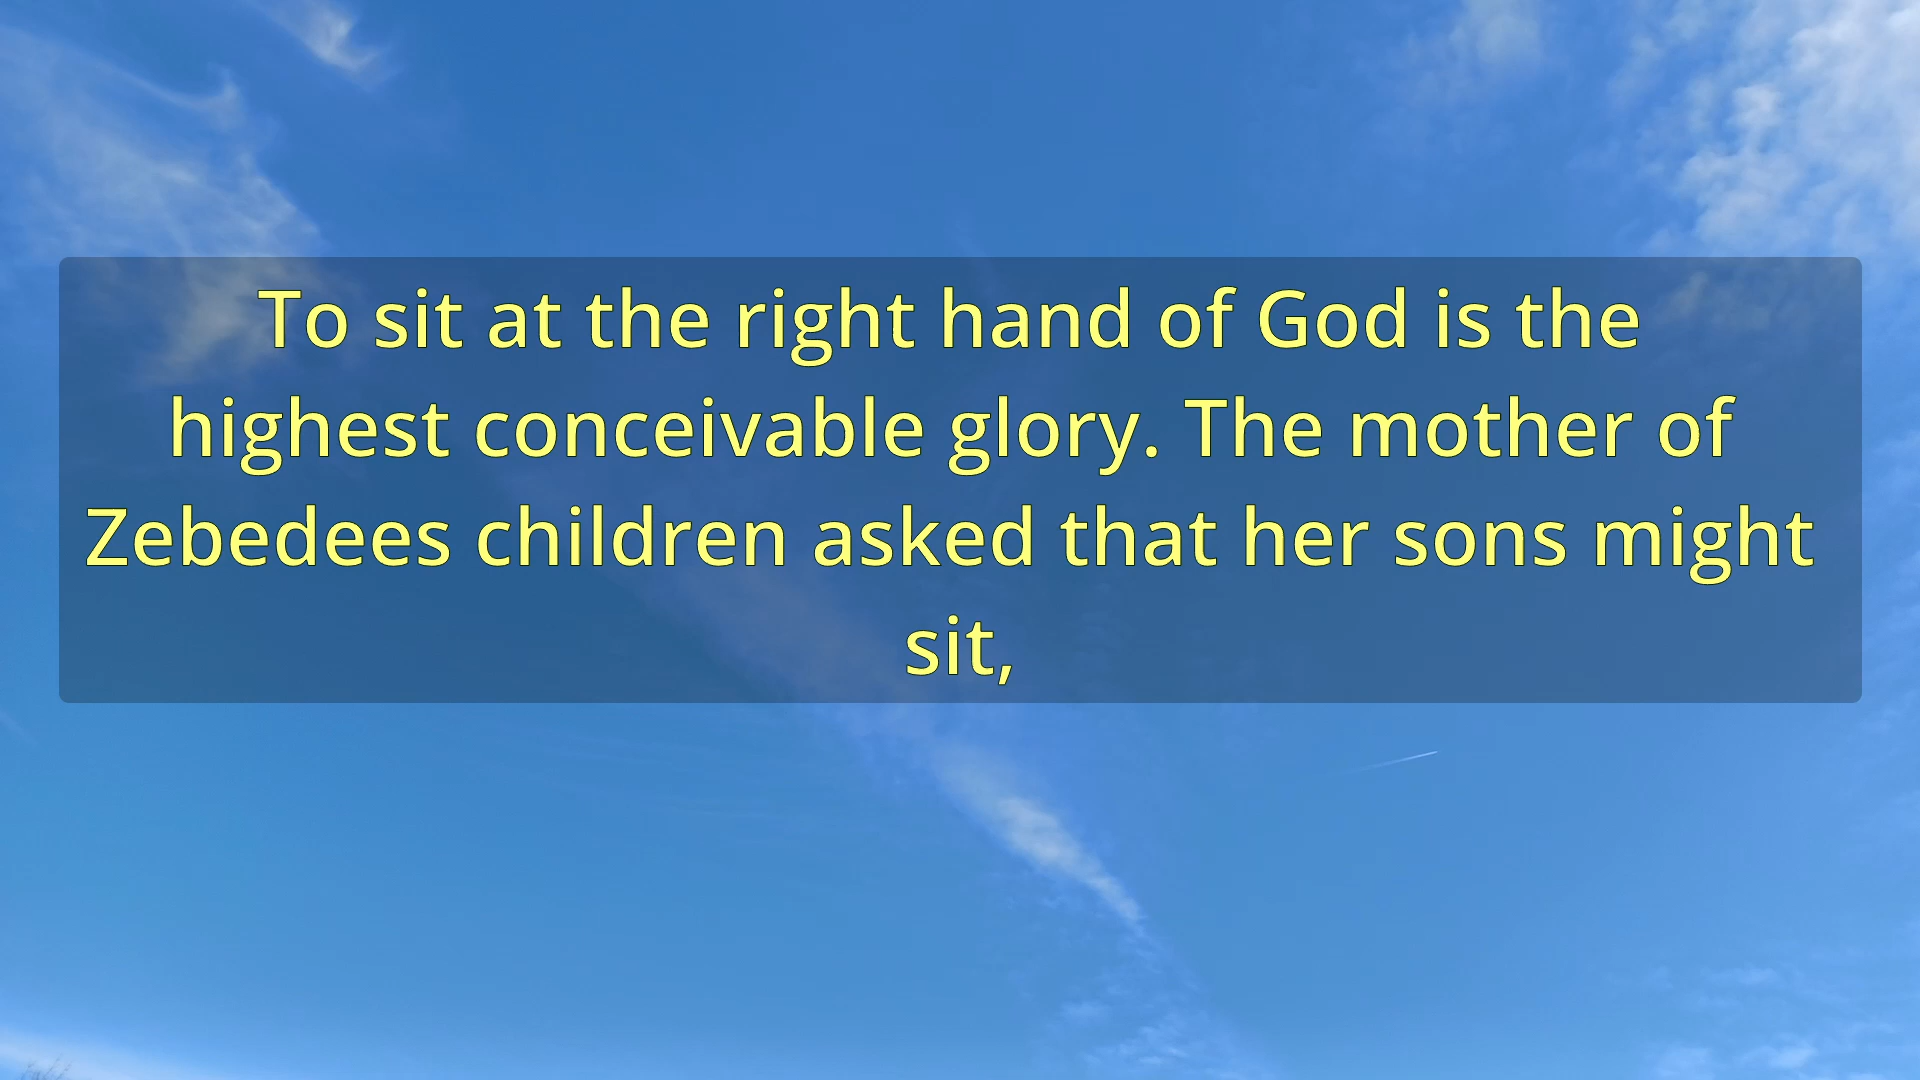 To sit at the right hand of God is the
highest conceivable glory. The mother of
Zebedees children asked that her sons might
sit,